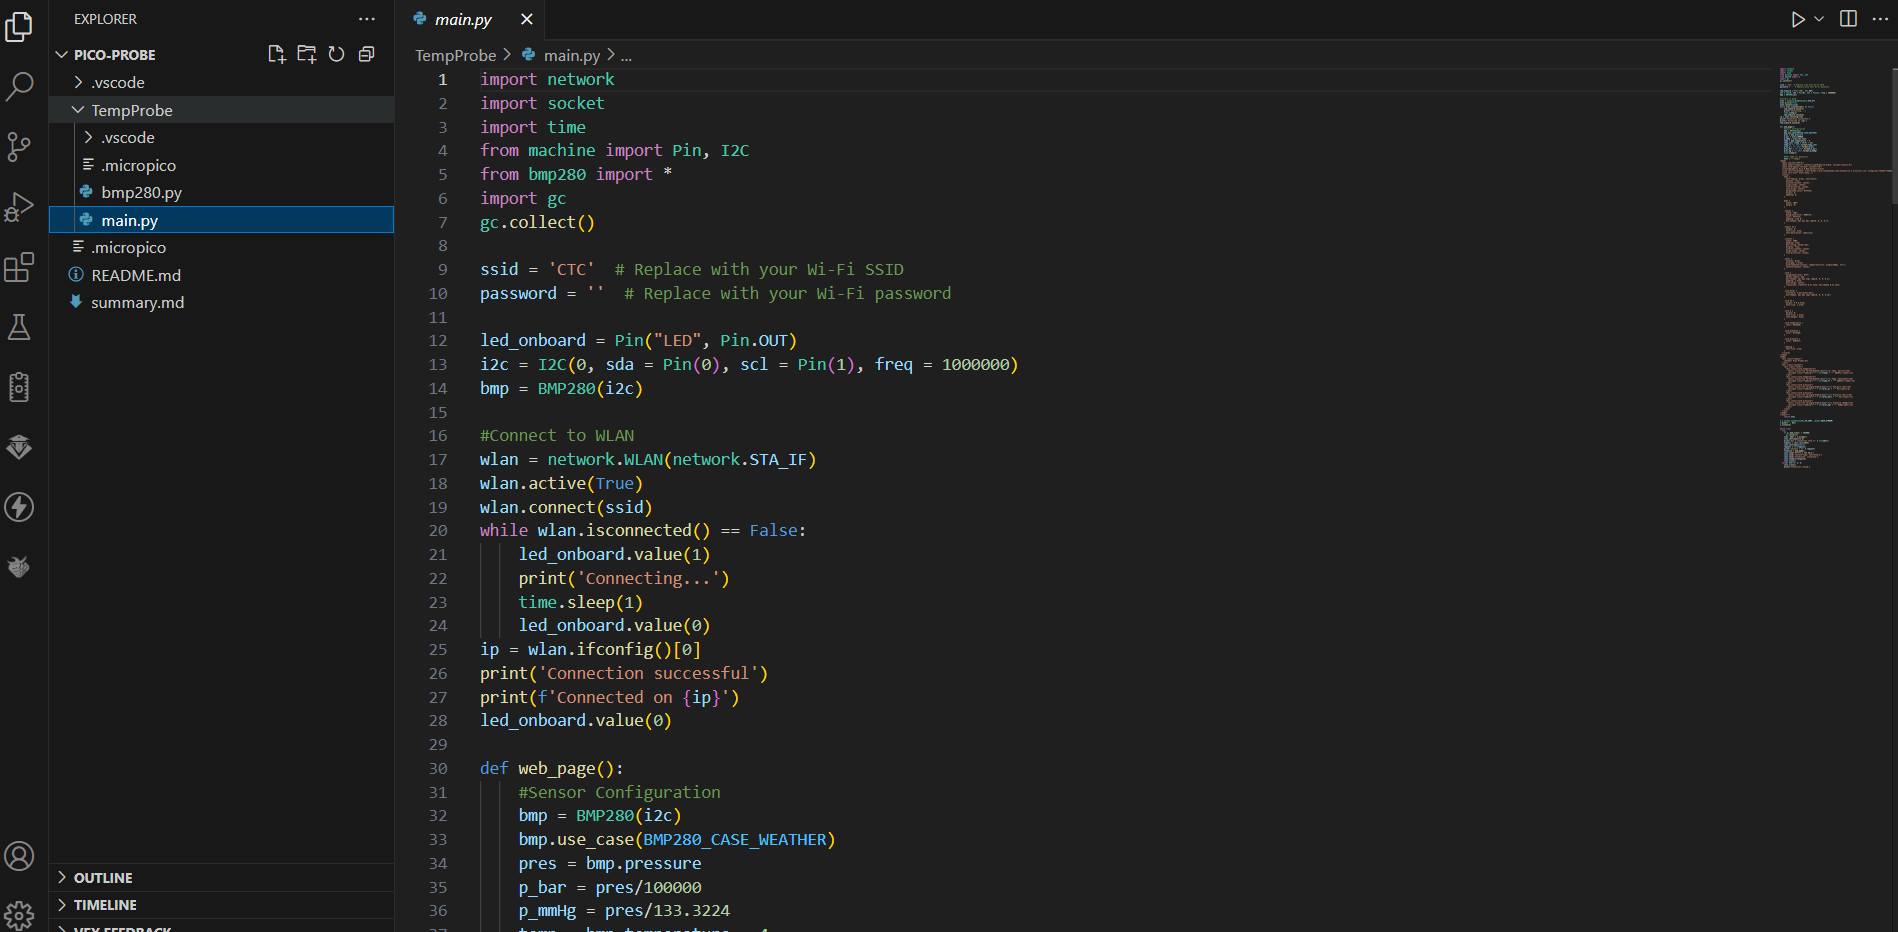 EXPLORER
PICO-PROBE
.vscode
TempProbe
.vscode
.micropico
bmp280.py
main.py
.micropico
README.md
summary.md
OUTLINE
TIMELINE
VEX FEEDBACK
main.py
TempProbe > main.py > ...
1 import network
2 import socket
3 import time
4 from machine import Pin, I2C
5 from bmp280 import *
6 import gc
7 gc.collect()
8
9 ssid = 'CTC'  # Replace with your Wi-Fi SSID
10 password = ''  # Replace with your Wi-Fi password
11
12 led_onboard = Pin("LED", Pin.OUT)
13 i2c = I2C(0, sda = Pin(0), scl = Pin(1), freq = 1000000)
14 bmp = BMP280(i2c)
15
16 #Connect to WLAN
17 wlan = network.WLAN(network.STA_IF)
18 wlan.active(True)
19 wlan.connect(ssid)
20 while wlan.isconnected() == False:
21     led_onboard.value(1)
22     print('Connecting...')
23     time.sleep(1)
24     led_onboard.value(0)
25 ip = wlan.ifconfig()[0]
26 print('Connection successful')
27 print(f'Connected on {ip}')
28 led_onboard.value(0)
29
30 def web_page():
31     #Sensor Configuration
32     bmp = BMP280(i2c)
33     bmp.use_case(BMP280_CASE_WEATHER)
34     pres = bmp.pressure
35     p_bar = pres/100000
36     p_mmHg = pres/133.3224